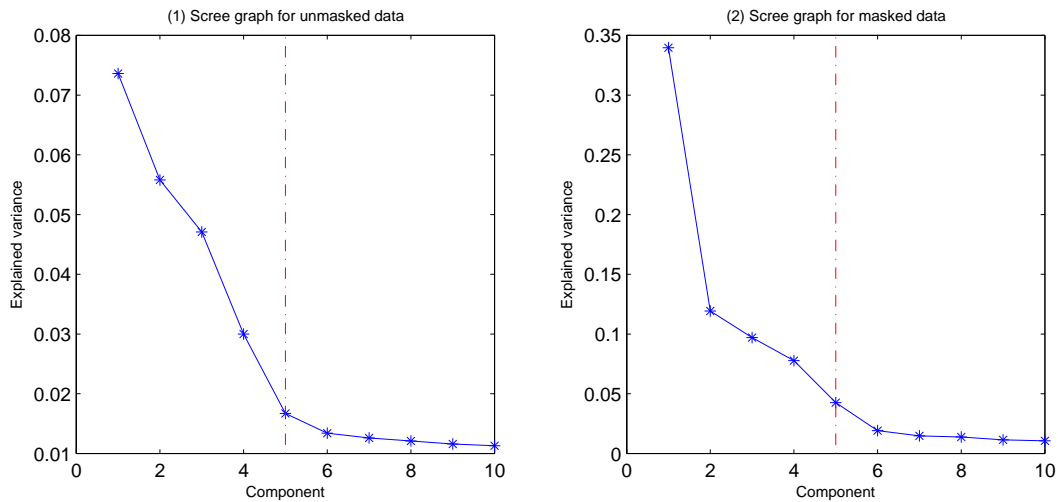 (1) Scree graph for unmasked data
0.08
0.07
0.06
0.05
0.04
0.03
0.02
0.01
Explained variance
0 2 4 6 8 10
Component
(2) Scree graph for masked data
0.35
0.3
0.25
0.2
0.15
0.1
0.05
0
Explained variance
0 2 4 6 8 10
Component